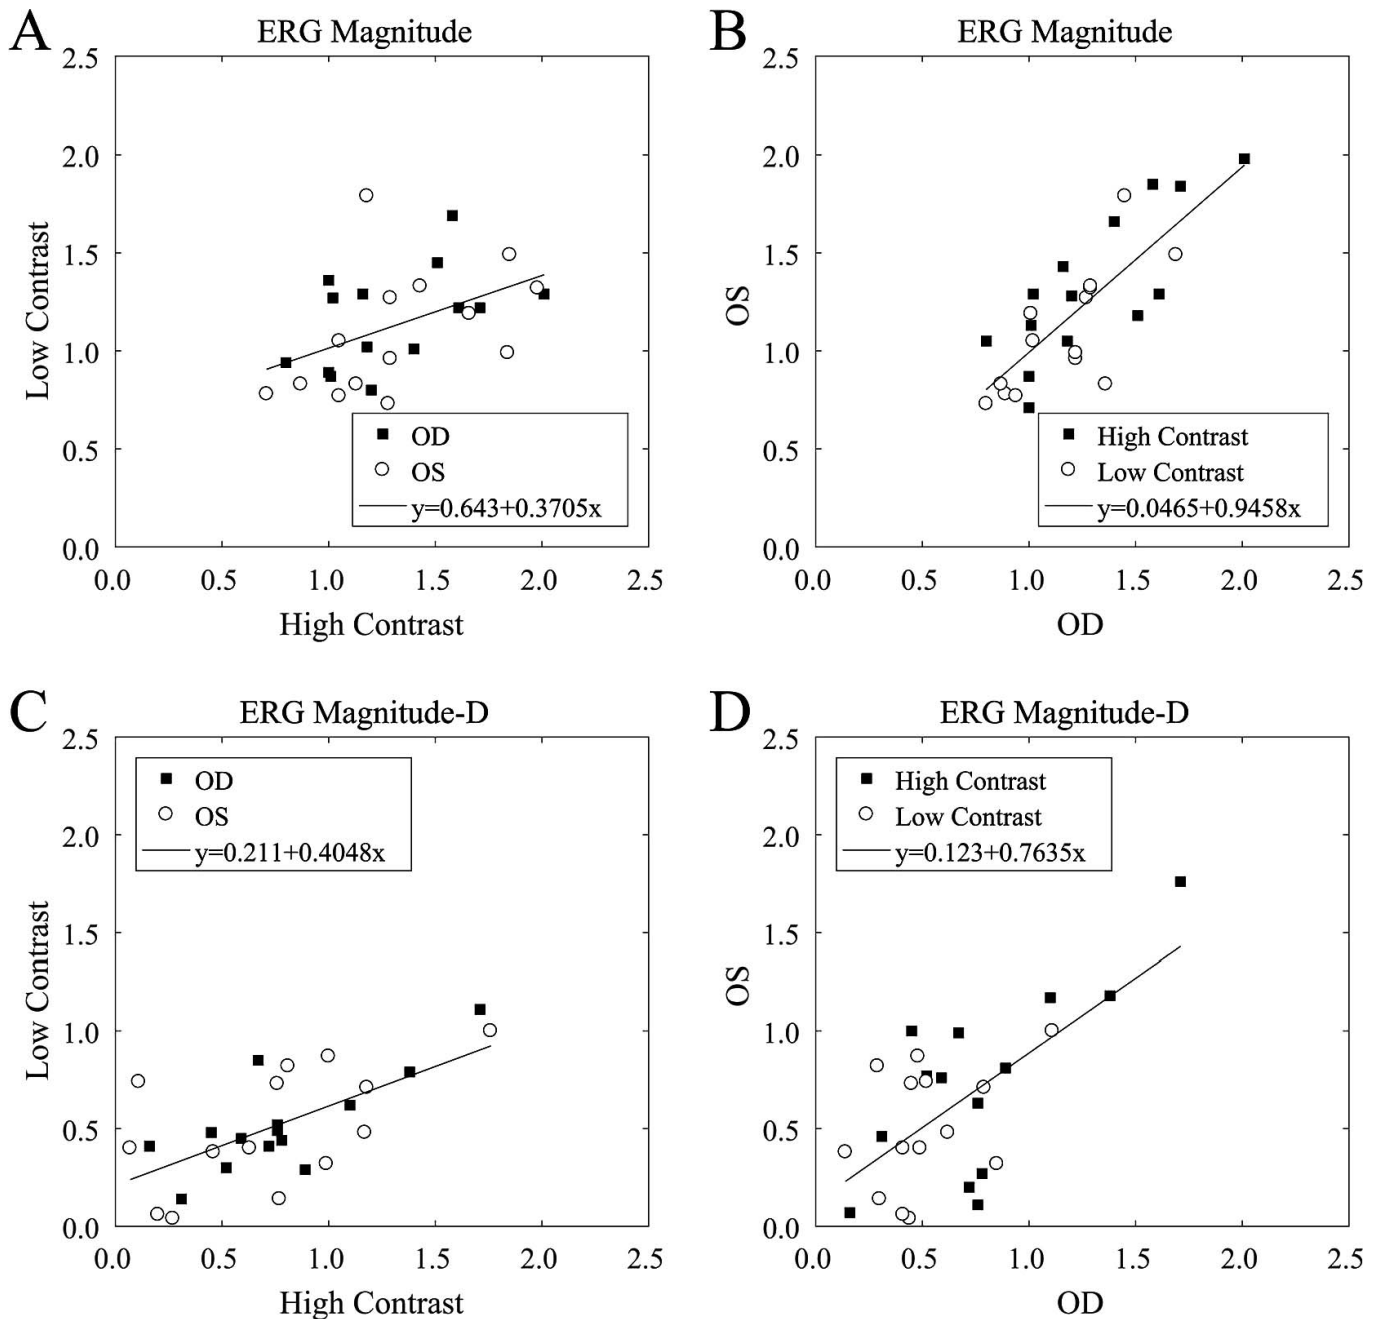 A
ERG Magnitude
2.5
2.0
1.5
1.0
0.5
0.0
Low Contrast
OD
OS
y=0.643+0.3705x
0.0 0.5 1.0 1.5 2.0 2.5
High Contrast
B
ERG Magnitude
2.5
2.0
1.5
1.0
0.5
0.0
OS
High Contrast
Low Contrast
y=0.0465+0.9458x
0.0 0.5 1.0 1.5 2.0 2.5
OD
C
ERG Magnitude-D
2.5
2.0
1.5
1.0
0.5
0.0
Low Contrast
OD
OS
y=0.211+0.4048x
0.0 0.5 1.0 1.5 2.0 2.5
High Contrast
D
ERG Magnitude-D
2.5
2.0
1.5
1.0
0.5
0.0
OS
High Contrast
Low Contrast
y=0.123+0.7635x
0.0 0.5 1.0 1.5 2.0 2.5
OD